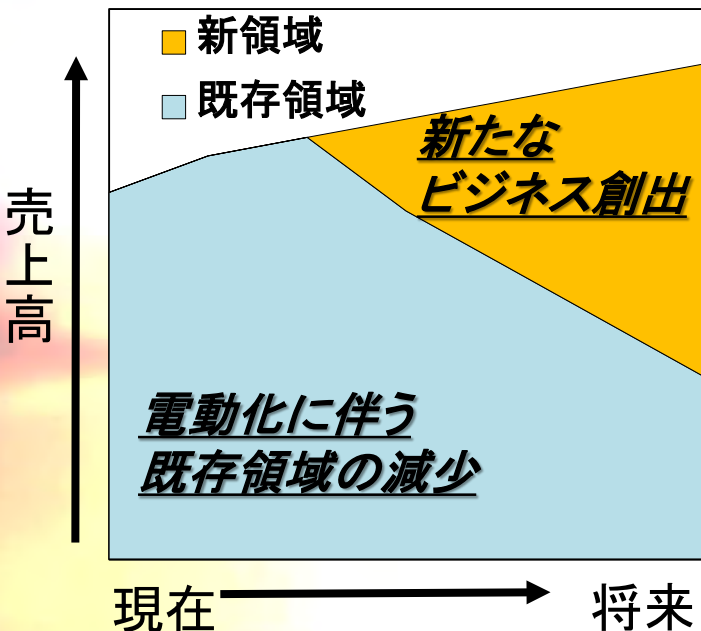 新領域
既存領域
新たな
ビジネス創出
売上高
電動化に伴う
既存領域の減少
現在
将来